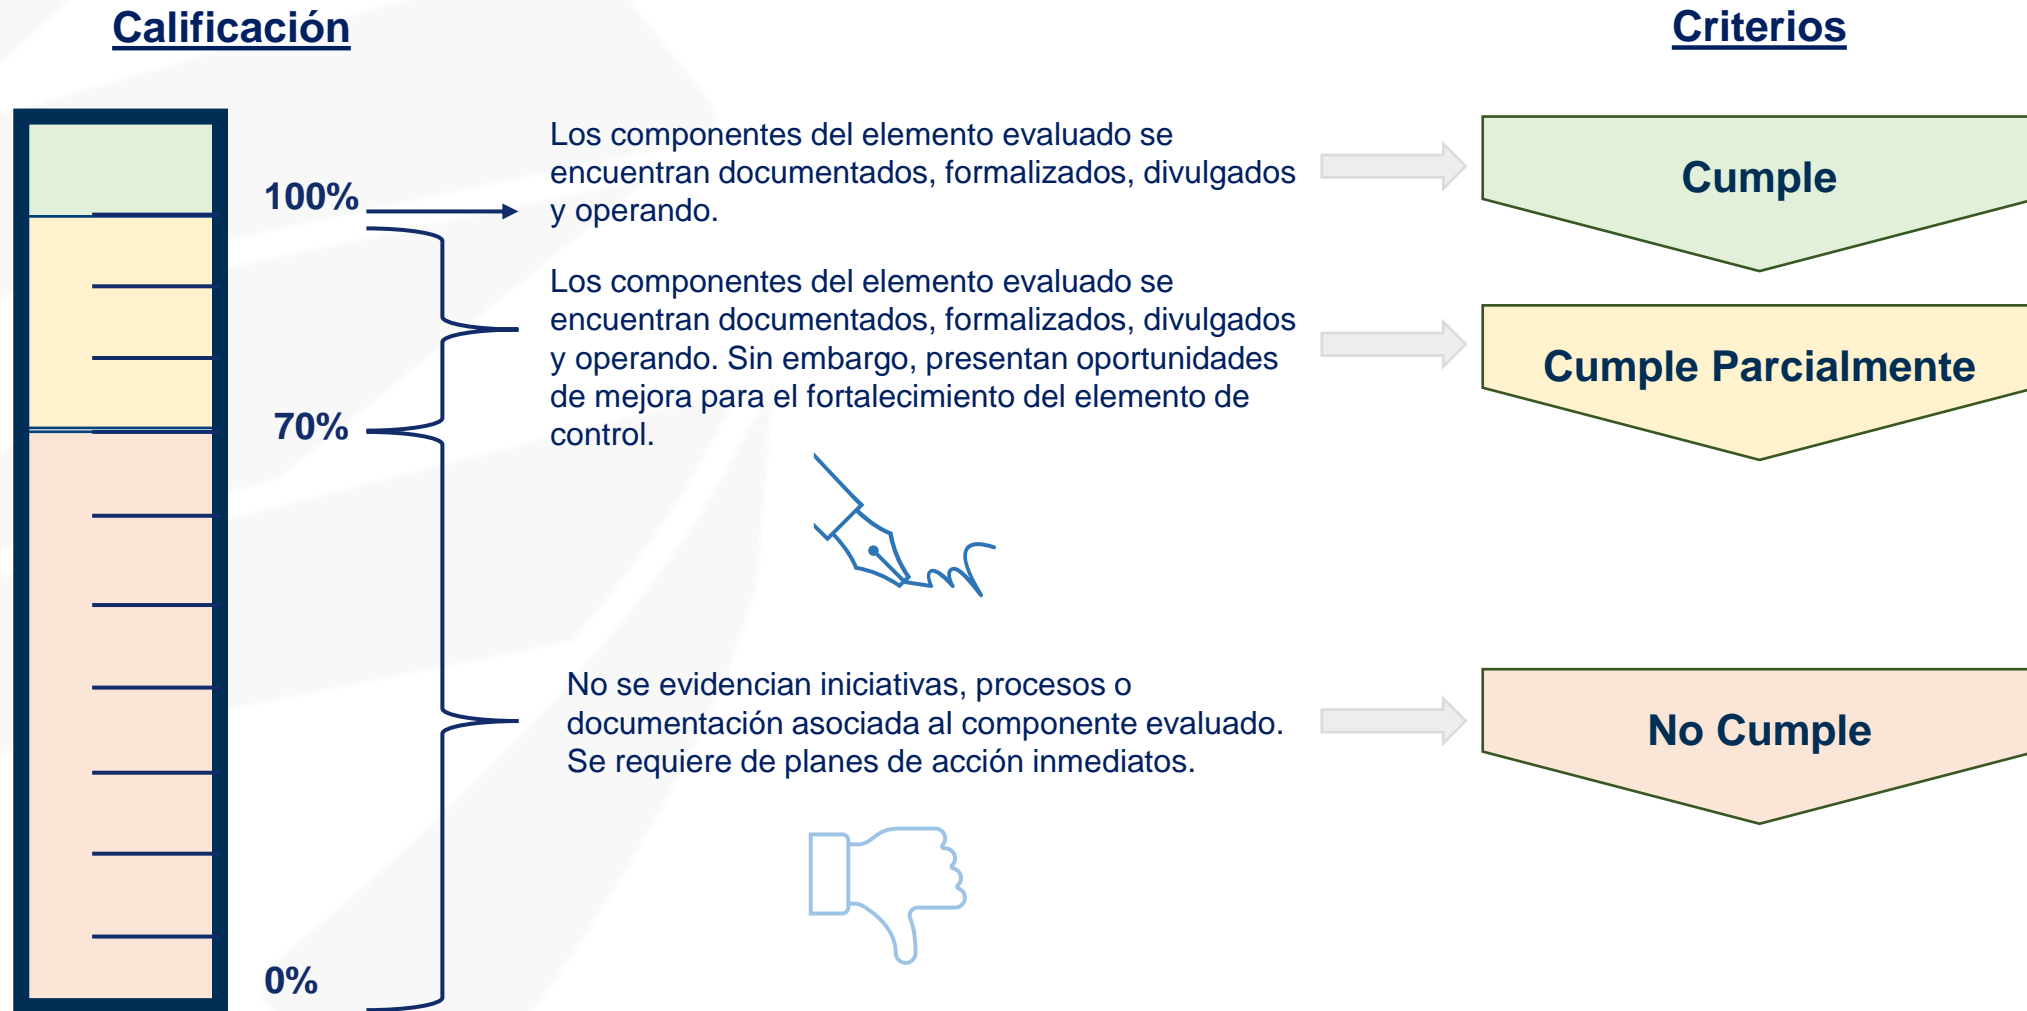 Calificación
Criterios
100%
Los componentes del elemento evaluado se
encuentran documentados, formalizados, divulgados
y operando.
Cumple
Los componentes del elemento evaluado se
encuentran documentados, formalizados, divulgados
y operando. Sin embargo, presentan oportunidades
de mejora para el fortalecimiento del elemento de
control.
Cumple Parcialmente
70%
No se evidencian iniciativas, procesos o
documentación asociada al componente evaluado.
Se requiere de planes de acción inmediatos.
No Cumple
0%